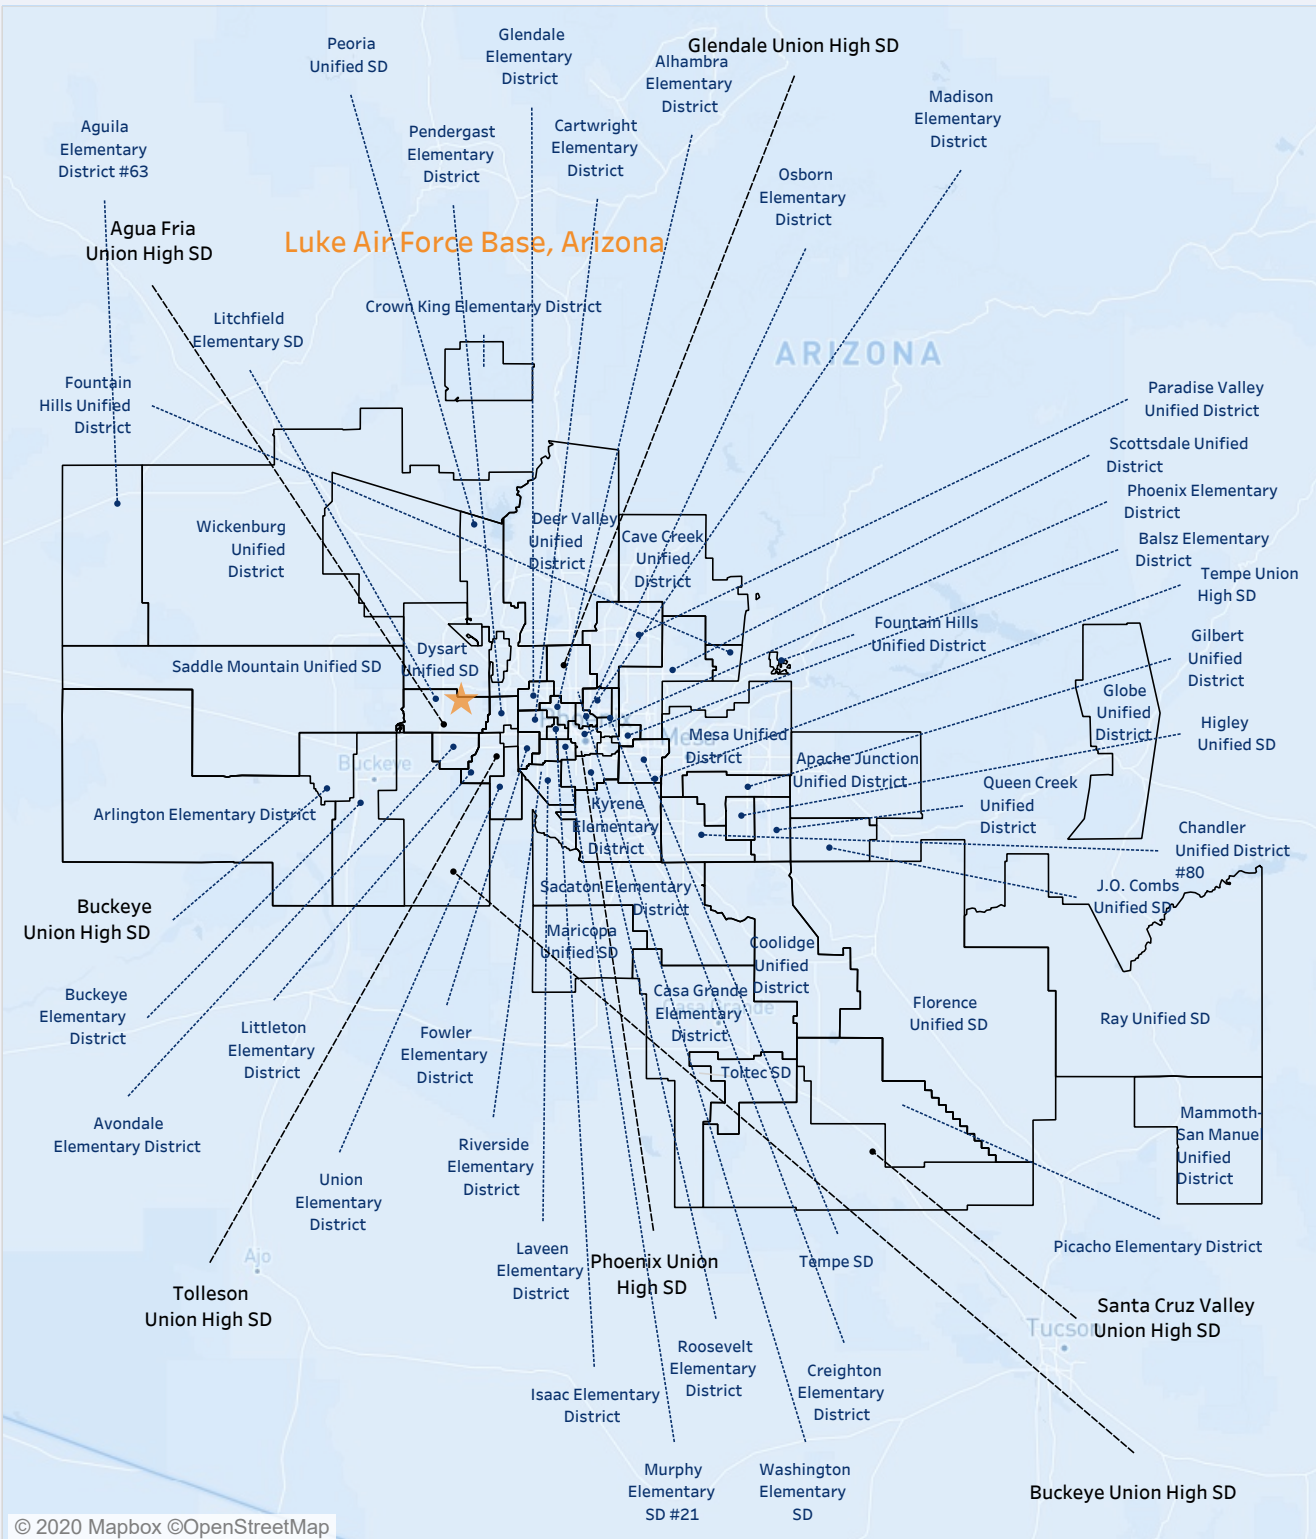 Peoria
Unified SD
Glendale
Elementary
District
Glendale Union High SD
Alhambra
Elementary
District
Madison
Elementary
District
Aguila
Elementary
District #63
Pendergast
Elementary
District
Cartwright
Elementary
District
Osborn
Elementary
District
Agua Fria
Union High SD
Luke Air Force Base, Arizona
Crown King Elementary District
Litchfield
Elementary SD
ARIZONA
Fountain
Hills Unified
District
Paradise Valley
Unified District
Scottsdale Unified
District
Phoenix Elementary
District
Balsz Elementary
District
Tempe Union
High SD
Wickenburg
Unified
District
Deer Valley
Unified
District
Cave Creek
Unified
District
Fountain Hills
Unified District
Gilbert
Unified
District
Saddle Mountain Unified SD
Dysart
Unified SD
Globe
Unified
District
Higley
Unified SD
Phoenix
Mesa
Mesa Unified
District
Buckeye
Apache Junction
Unified District
Queen Creek
Unified
District
Arlington Elementary District
Kyrene
Elementary
District
Chandler
Unified District
#80
J.O. Combs
Unified SD
Sacaton Elementary
District
Buckeye
Union High SD
Maricopa
Unified SD
Coolidge
Unified
District
Casa Grande
Elementary
District
Casa Grande
Florence
Unified SD
Ray Unified SD
Buckeye
Elementary
District
Littleton
Elementary
District
Fowler
Elementary
District
Toltec SD
Avondale
Elementary District
Mammoth-
San Manuel
Unified
District
Riverside
Elementary
District
Union
Elementary
District
Picacho Elementary District
Ajo
Laveen
Elementary
District
Phoenix Union
High SD
Tempe SD
Tolleson
Union High SD
Santa Cruz Valley
Union High SD
Tucson
Roosevelt
Elementary
District
Creighton
Elementary
District
Isaac Elementary
District
Murphy
Elementary
SD #21
Washington
Elementary
SD
Buckeye Union High SD
© 2020 Mapbox ©OpenStreetMap